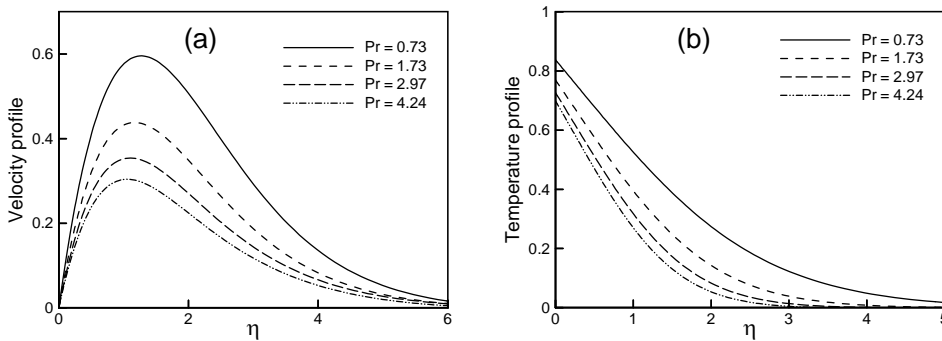 (a)
Pr = 0.73
Pr = 1.73
Pr = 2.97
Pr = 4.24
Velocity profile
0.6
0.4
0.2
0
0 2 4 6
η
(b)
Pr = 0.73
Pr = 1.73
Pr = 2.97
Pr = 4.24
Temperature profile
1
0.8
0.6
0.4
0.2
0
0 1 2 3 4 5
η